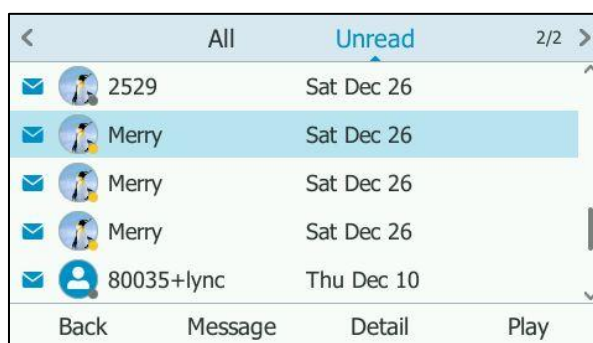 All Unread 2/2
2529 Sat Dec 26
Merry Sat Dec 26
Merry Sat Dec 26
Merry Sat Dec 26
80035+lync Thu Dec 10
Back Message Detail Play